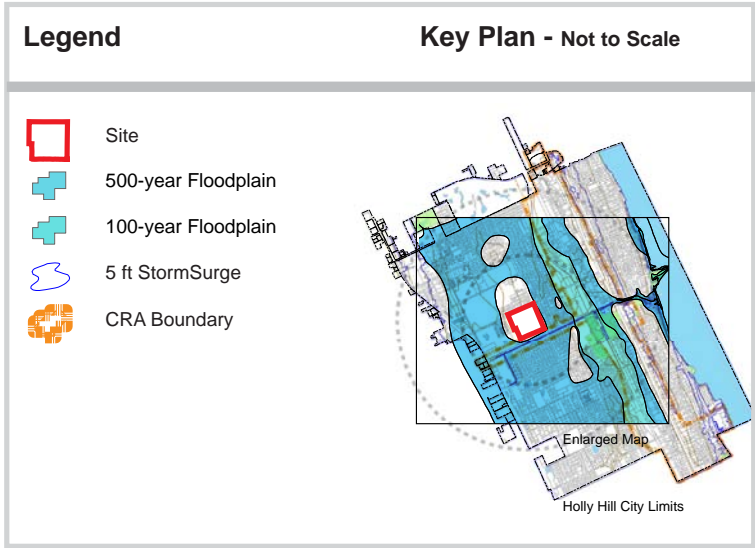 Legend
Key Plan - Not to Scale
Site
500-year Floodplain
100-year Floodplain
5 ft StormSurge
CRA Boundary
Enlarged Map
Holly Hill City Limits